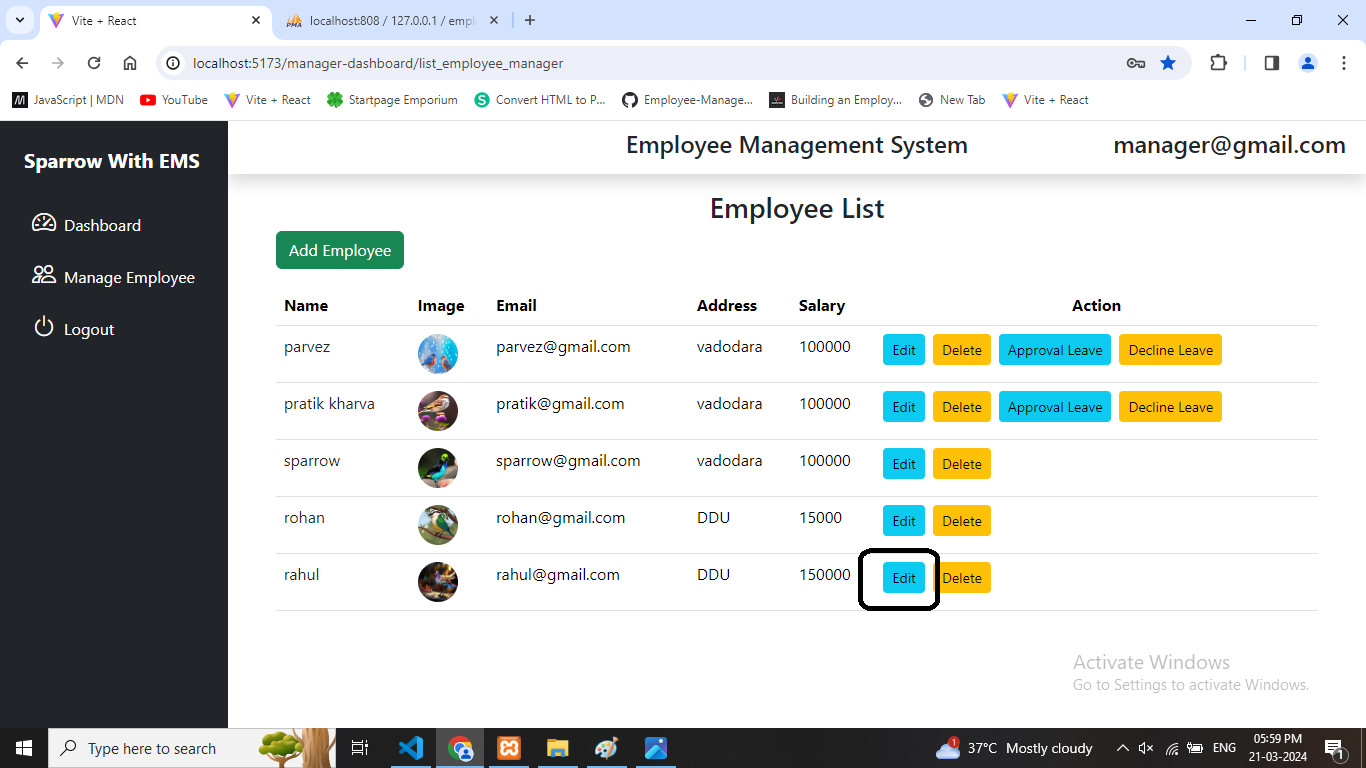 Vite + React
localhost:808 / 127.0.0.1 / empl
localhost:5173/manager-dashboard/list_employee_manager
JavaScript | MDN YouTube Vite + React Startpage Emporium Convert HTML to P... Employee-Manage... Building an Employ... New Tab Vite + React
Sparrow With EMS
Dashboard
Manage Employee
Logout
Employee Management System manager@gmail.com
Employee List
Add Employee
Name Image Email Address Salary Action
parvez parvez@gmail.com vadodara 100000 Edit Delete Approval Leave Decline Leave
pratik kharva pratik@gmail.com vadodara 100000 Edit Delete Approval Leave Decline Leave
sparrow sparrow@gmail.com vadodara 100000 Edit Delete
rohan rohan@gmail.com DDU 15000 Edit Delete
rahul rahul@gmail.com DDU 150000 Edit Delete
Activate Windows
Go to Settings to activate Windows.
Type here to search
1
37°C Mostly cloudy
ENG
05:59 PM
21-03-2024
1